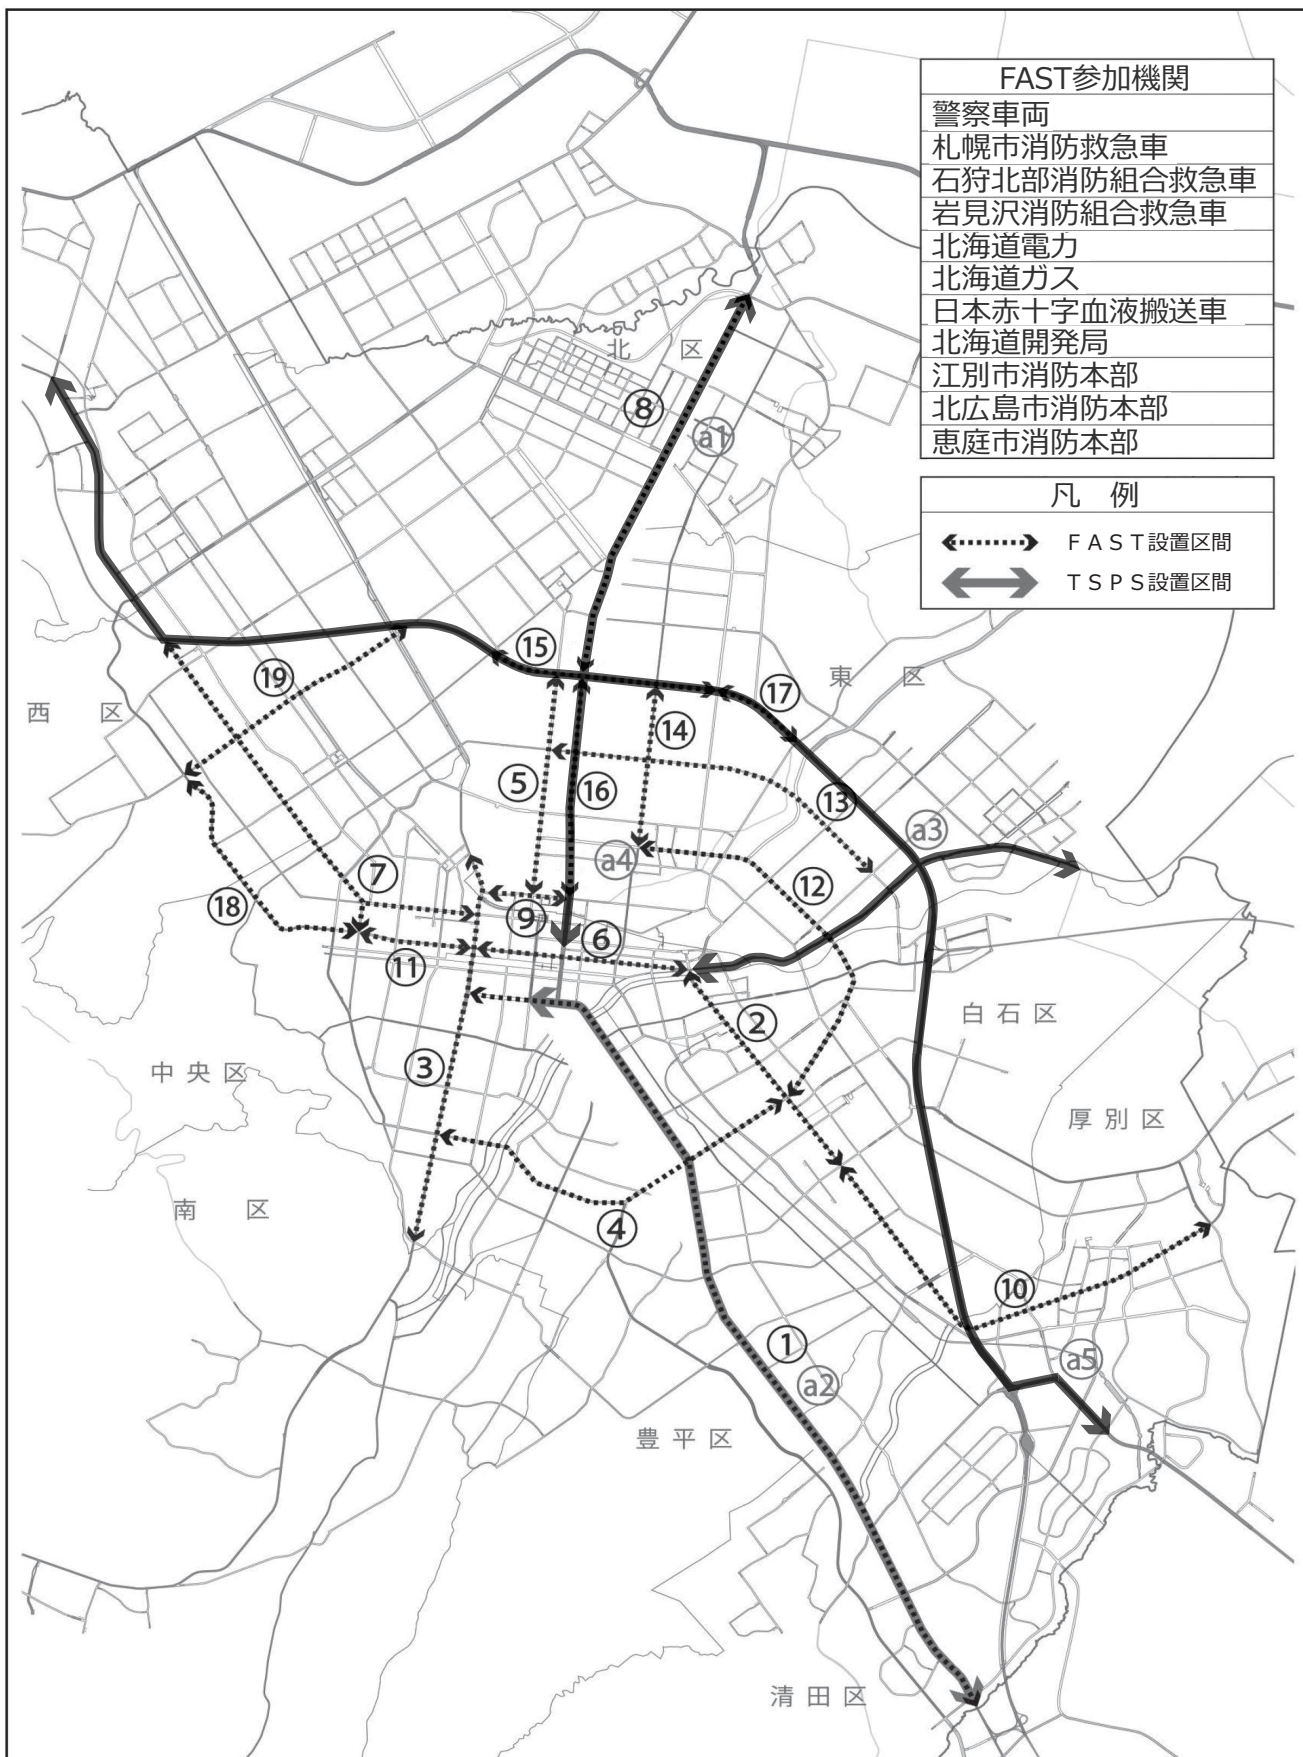 FAST参加機関
警察車両
札幌市消防救急車
石狩北部消防組合救急車
岩見沢消防組合救急車
北海道電力
北海道ガス
日本赤十字血液搬送車
北海道開発局
江別市消防本部
北広島市消防本部
恵庭市消防本部
凡 例
FAST設置区間
TSPS設置区間
北 区
⑧
a1
⑮
⑰
東 区
⑲
西 区
⑭
⑤
⑯
⑬
a3
a4
⑦
⑫
⑱
⑨
⑥
⑪
②
白石区
中央区
③
厚別区
南 区
④
⑩
①
a5
a2
豊平区
清田区